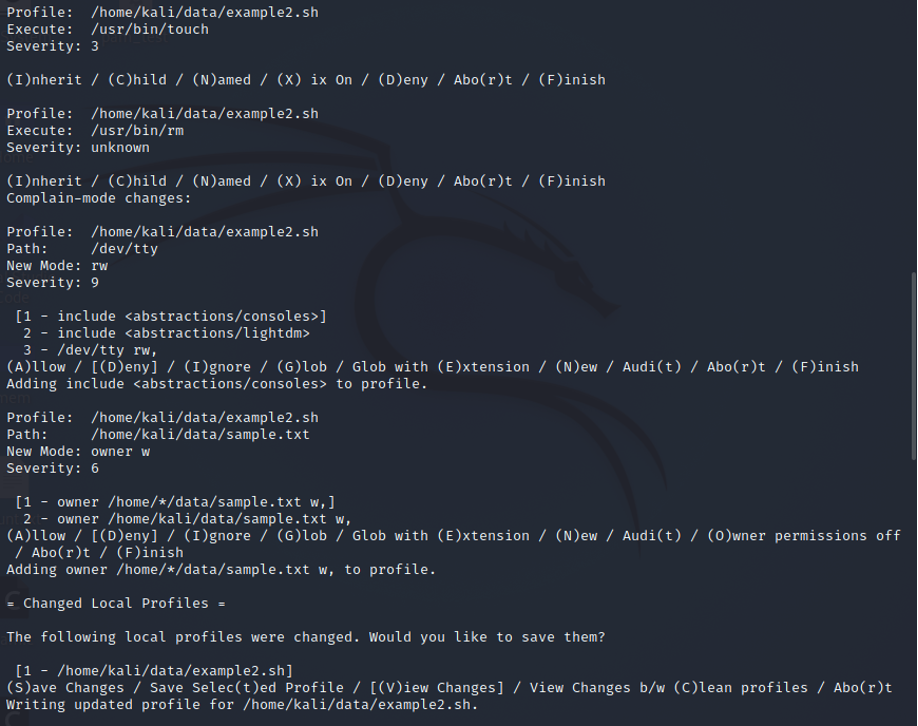 Profile:  /home/kali/data/example2.sh
Execute:  /usr/bin/touch
Severity: 3
(I)nherit / (C)hild / (N)amed / (X) ix On / (D)eny / Abo(r)t / (F)inish
Profile:  /home/kali/data/example2.sh
Execute:  /usr/bin/rm
Severity: unknown
(I)nherit / (C)hild / (N)amed / (X) ix On / (D)eny / Abo(r)t / (F)inish
Complain-mode changes:
Profile:  /home/kali/data/example2.sh
Path:     /dev/tty
New Mode: rw
Severity: 9
[1 - include <abstractions/consoles>]
2 - include <abstractions/lightdm>
3 - /dev/tty rw,
(A)llow / [(D)eny] / (I)gnore / (G)lob / Glob with (E)xtension / (N)ew / Audi(t) / Abo(r)t / (F)inish
Adding include <abstractions/consoles> to profile.
Profile:  /home/kali/data/example2.sh
Path:     /home/kali/data/sample.txt
New Mode: owner w
Severity: 6
[1 - owner /home/*/data/sample.txt w,]
2 - owner /home/kali/data/sample.txt w,
(A)llow / [(D)eny] / (I)gnore / (G)lob / Glob with (E)xtension / (N)ew / Audi(t) / (O)wner permissions off
/ Abo(r)t / (F)inish
Adding owner /home/*/data/sample.txt w, to profile.
= Changed Local Profiles =
The following local profiles were changed. Would you like to save them?
[1 - /home/kali/data/example2.sh]
(S)ave Changes / Save Selec(t)ed Profile / [(V)iew Changes] / View Changes b/w (C)lean profiles / Abo(r)t
Writing updated profile for /home/kali/data/example2.sh.